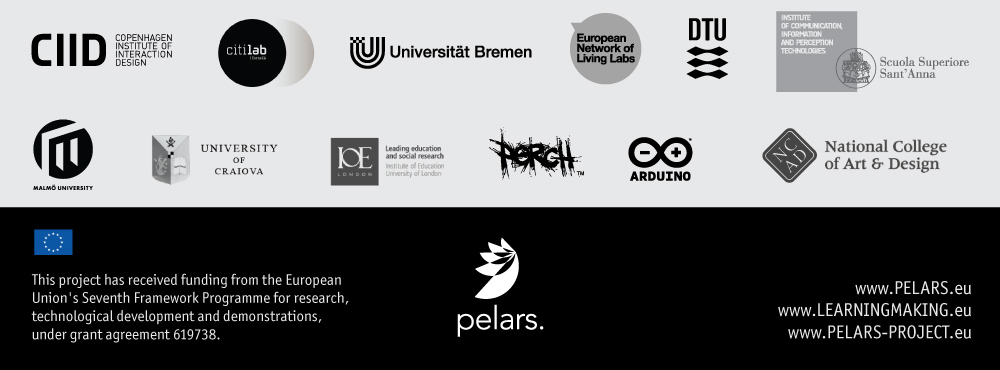 CIID
COPENHAGEN
INSTITUTE OF
INTERACTION
DESIGN
citilab
Universität Bremen
European
Network of
Living Labs
DTU
INSTITUTE
OF COMMUNICATION,
INFORMATION
AND PERCEPTION
TECHNOLOGIES
Scuola Superiore
Sant'Anna
MALMÖ UNIVERSITY
UNIVERSITY
OF
CRAIOVA
IOE
LONDON
Leading education
and social research
Institute of Education
University of London
PERCH
TM
ARDUINO
NCAD
National College
of Art & Design
This project has received funding from the European
Union's Seventh Framework Programme for research,
technological development and demonstrations,
under grant agreement 619738.
pelars.
www.PELARS.eu
www.LEARNINGMAKING.eu
www.PELARS-PROJECT.eu